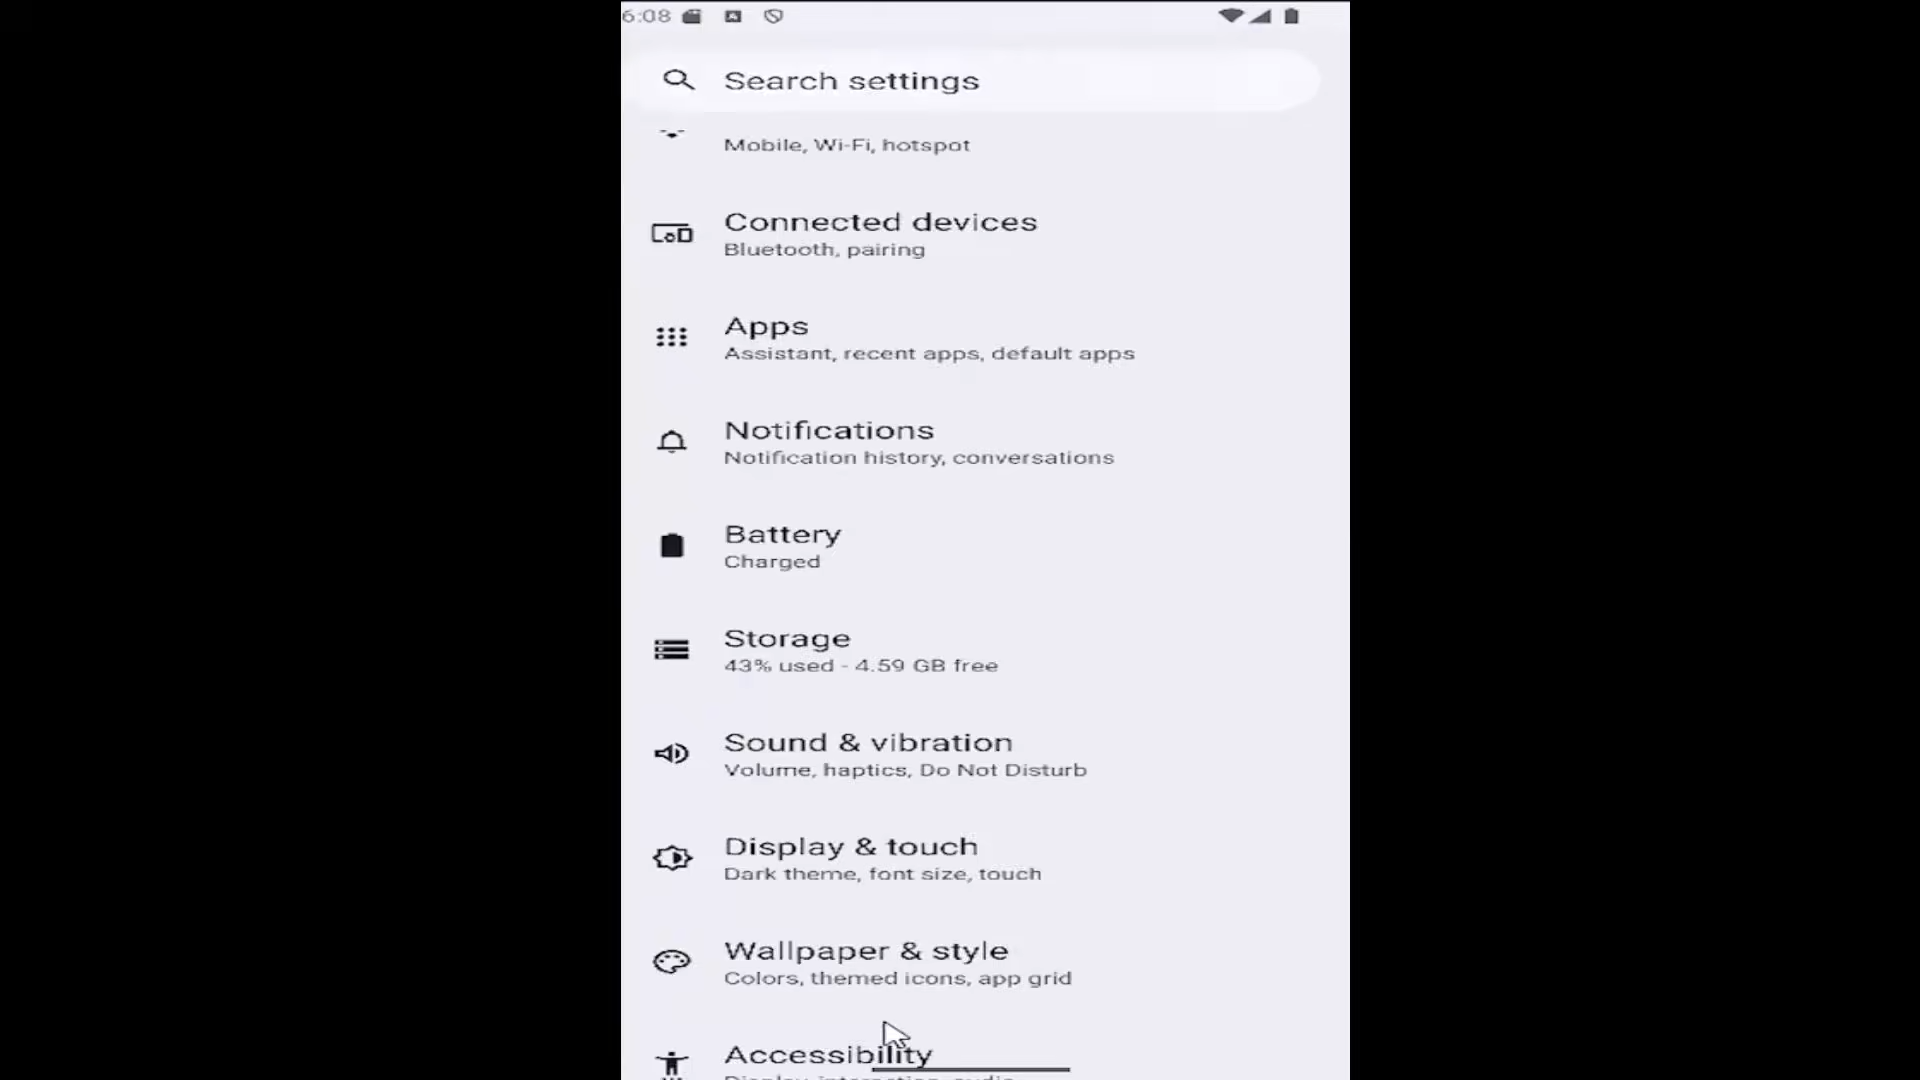 6:08
Search settings
Mobile, Wi-Fi, hotspot
Connected devices
Bluetooth, pairing
Apps
Assistant, recent apps, default apps
Notifications
Notification history, conversations
Battery
Charged
Storage
43% used - 4.59 GB free
Sound & vibration
Volume, haptics, Do Not Disturb
Display & touch
Dark theme, font size, touch
Wallpaper & style
Colors, themed icons, app grid
Accessibility